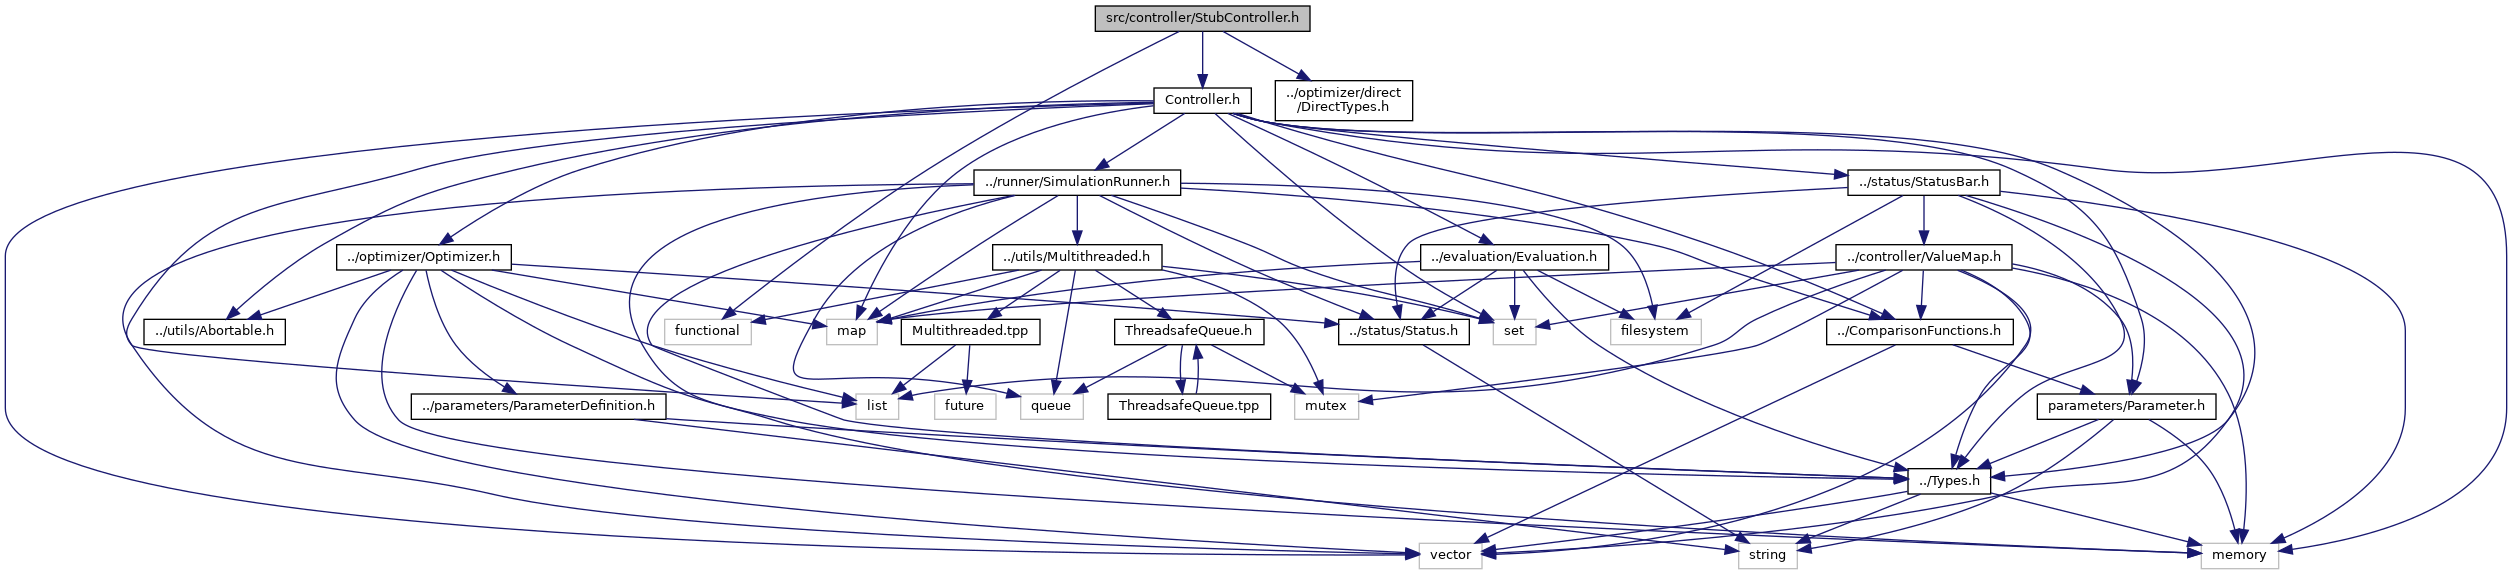 src/controller/StubController.h
Controller.h
../optimizer/direct
/DirectTypes.h
../runner/SimulationRunner.h
../status/StatusBar.h
../optimizer/Optimizer.h
../utils/Multithreaded.h
../evaluation/Evaluation.h
../controller/ValueMap.h
../utils/Abortable.h
functional
map
Multithreaded.tpp
ThreadsafeQueue.h
../status/Status.h
set
filesystem
../ComparisonFunctions.h
../parameters/ParameterDefinition.h
list
future
queue
ThreadsafeQueue.tpp
mutex
parameters/Parameter.h
../Types.h
vector
string
memory